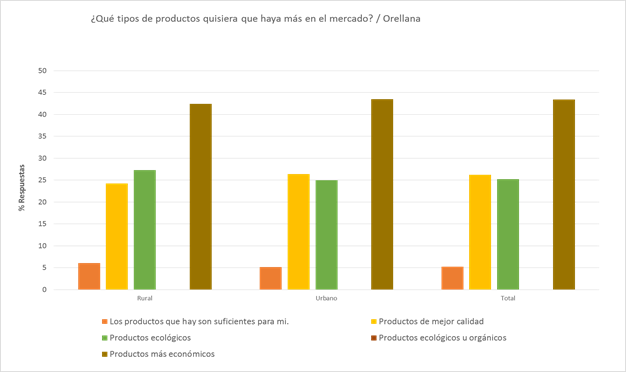 ¿Qué tipos de productos quisiera que haya más en el mercado? / Orellana
50
45
40
35
30
25
20
15
10
5
0
% Respuestas
Rural Urbano Total
Los productos que hay son suficientes para mi. Productos de mejor calidad
Productos ecológicos Productos ecológicos u orgánicos
Productos más económicos